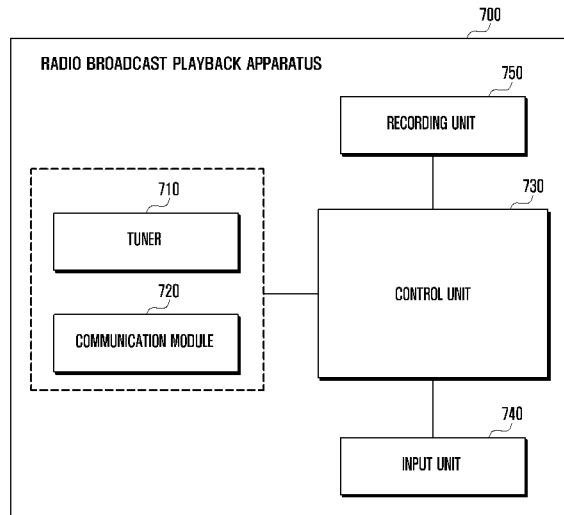 700
RADIO BROADCAST PLAYBACK APPARATUS
750
RECORDING UNIT
710
TUNER
730
CONTROL UNIT
720
COMMUNICATION MODULE
740
INPUT UNIT